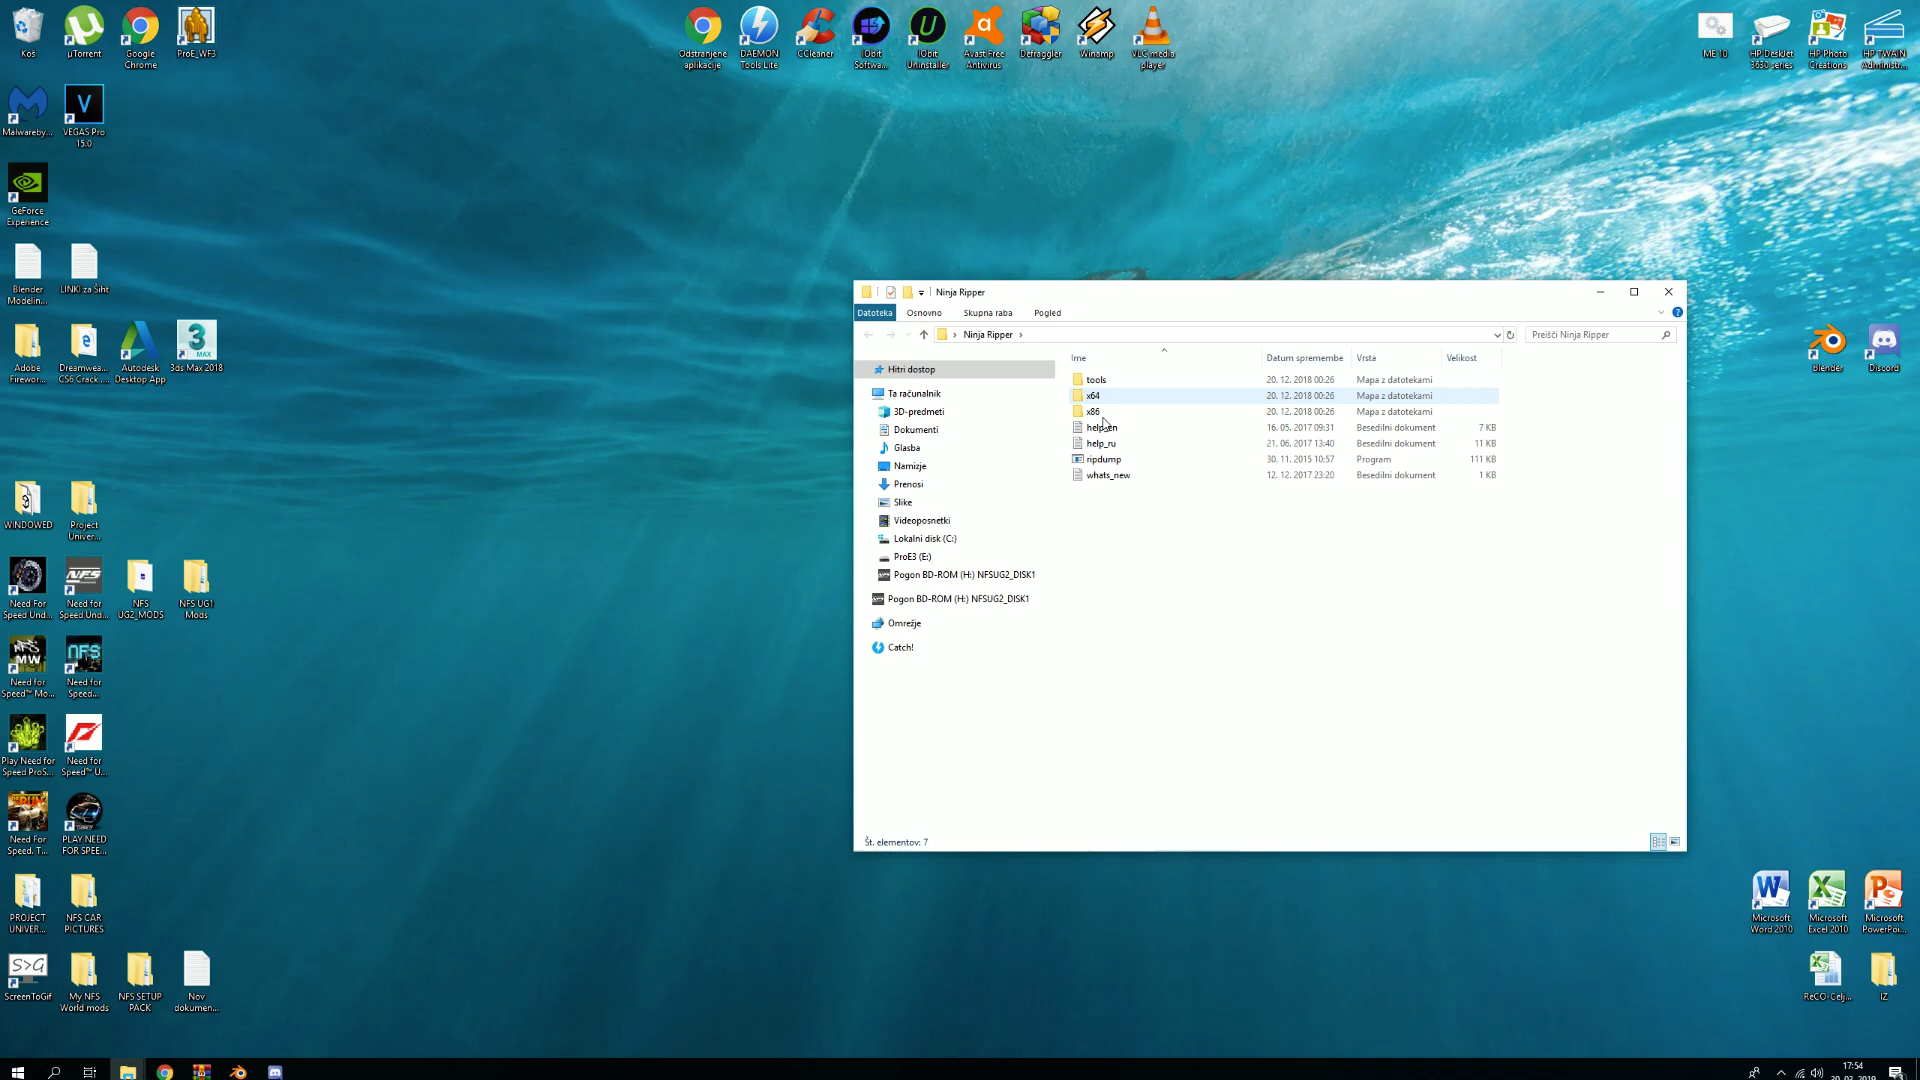 Koš
µTorrent
Google
Chrome
ProE_WF3
Odstranjene
aplikacije
DAEMON
Tools Lite
CCleaner
IObit
Softwa...
IObit
Uninstaller
Avast Free
Antivirus
Defraggler
Winamp
VLC media
player
ME 10
HP Deskjet
3630 series
HP Photo
Creations
HP TWAIN
Administr...
Malwareby...
V
VEGAS Pro
15.0
GeForce
Experience
Blender
Modelin...
LINKI za Šiht
Adobe
Firewor...
Dreamwea...
CS6 Crack ...
Autodesk
Desktop App
3
MAX
3ds Max 2018
Ninja Ripper
Datoteka
Osnovno
Skupna raba
Pogled
Ninja Ripper
Preišči Ninja Ripper
Hitri dostop
Ta računalnik
3D-predmeti
Dokumenti
Glasba
Namizje
Prenosi
Slike
Videoposnetki
Lokalni disk (C:)
ProE3 (E:)
Pogon BD-ROM (H:) NFSUG2_DISK1
Pogon BD-ROM (H:) NFSUG2_DISK1
Omrežje
Catch!
Ime Datum spremembe Vrsta Velikost
tools 20. 12. 2018 00:26 Mapa z datotekami
x64 20. 12. 2018 00:26 Mapa z datotekami
x86 20. 12. 2018 00:26 Mapa z datotekami
help_en 16. 05. 2017 09:31 Besedilni dokument 7 KB
help_ru 21. 06. 2017 13:40 Besedilni dokument 11 KB
ripdump 30. 11. 2015 10:57 Program 111 KB
whats_new 12. 12. 2017 23:20 Besedilni dokument 1 KB
Št. elementov: 7
blender
Discord
WINDOWED
Project
Univer...
Need For
Speed Und...
NFS
Need for
Speed Und...
NFS
UG2_MODS
NFS UG1
Mods
NFS
MW
Need for
Speed™ Mo...
NFS
Need for
Speed...
Play Need for
Speed ProS...
Need for
Speed™ U...
Need For
Speed. T...
PLAY NEED
FOR SPEE...
PROJECT
UNIVER...
NFS CAR
PICTURES
S>G
ScreenToGif
My NFS
World mods
NFS SETUP
PACK
Nov
dokumen...
Microsoft
Word 2010
Microsoft
Excel 2010
Microsoft
PowerPoi...
ReCO-Celj...
IZ
17:54